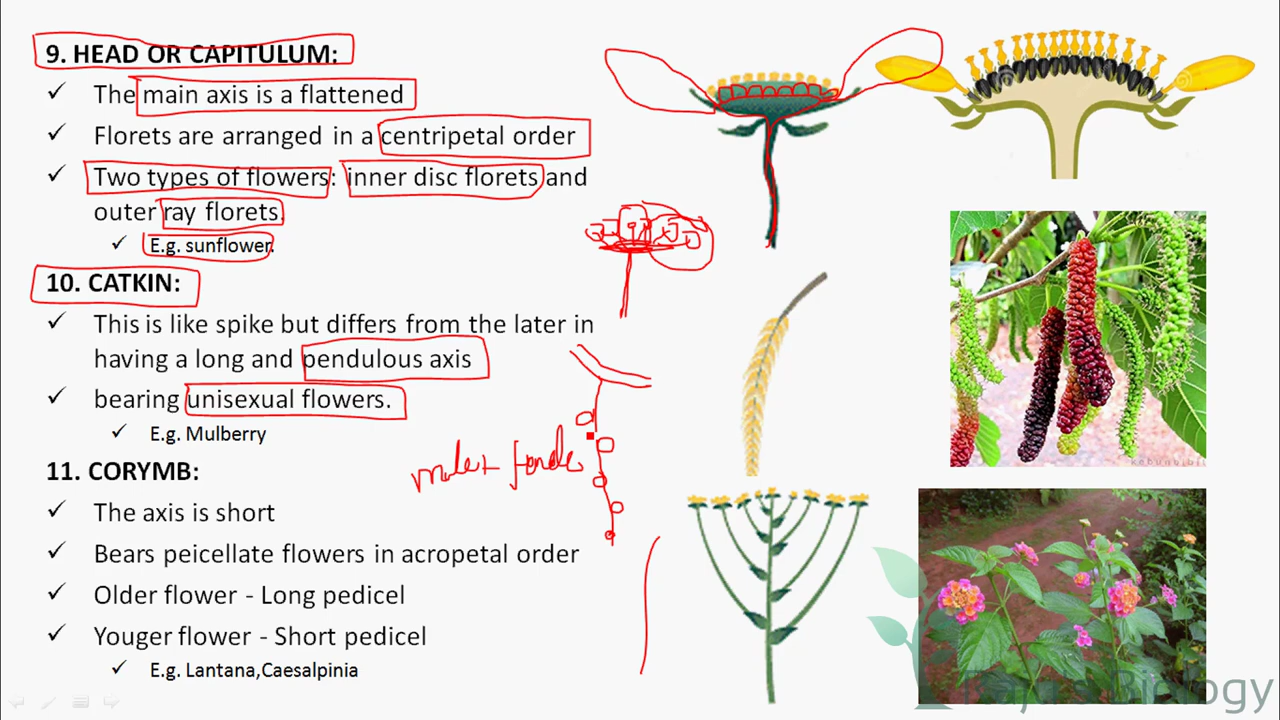 9. HEAD OR CAPITULUM:
✓ The main axis is a flattened
✓ Florets are arranged in a centripetal order
✓ Two types of flowers: inner disc florets and
outer ray florets.
✓ E.g. sunflower.
10. CATKIN:
✓ This is like spike but differs from the later in
having a long and pendulous axis
✓ bearing unisexual flowers.
✓ E.g. Mulberry
11. CORYMB:
✓ The axis is short
✓ Bears peicellate flowers in acropetal order
✓ Older flower - Long pedicel
✓ Youger flower - Short pedicel
✓ E.g. Lantana,Caesalpinia
Biology